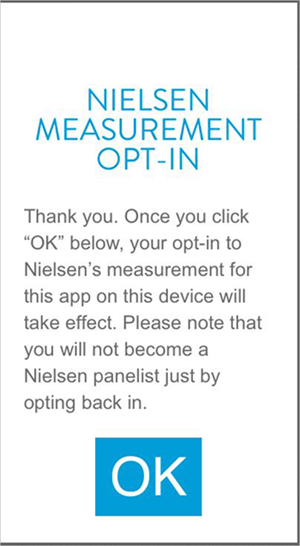 NIELSEN
MEASUREMENT
OPT-IN
Thank you. Once you click
“OK” below, your opt-in to
Nielsen’s measurement for
this app on this device will
take effect. Please note that
you will not become a
Nielsen panelist just by
opting back in.
OK